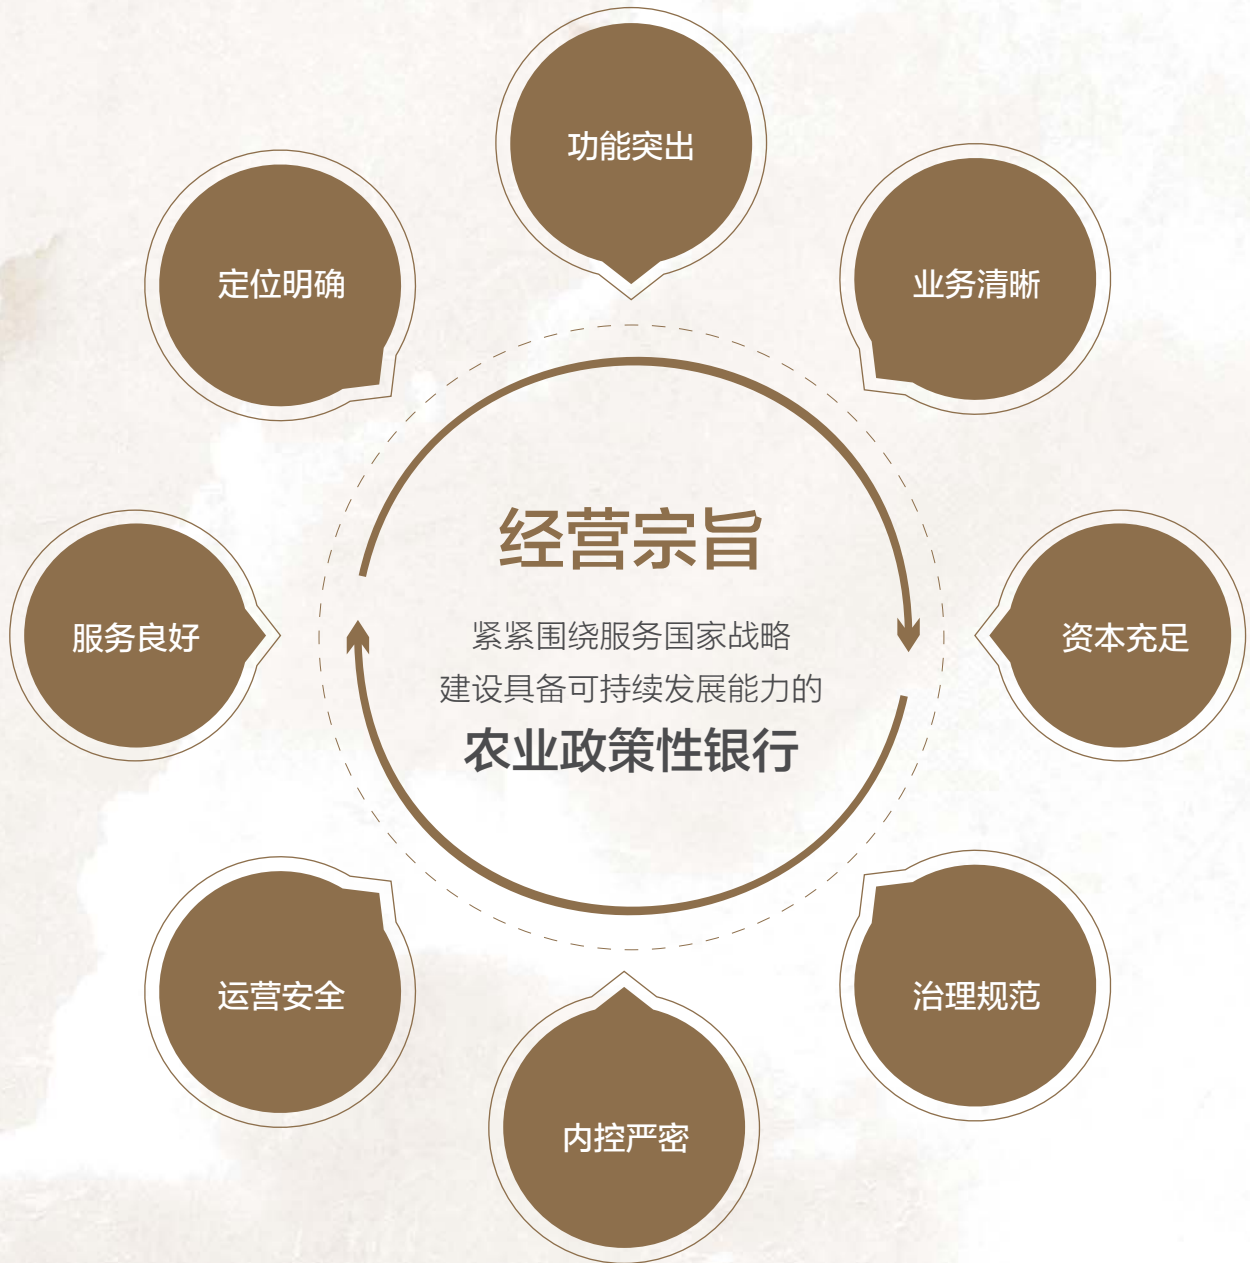 功能突出
定位明确
业务清晰
经营宗旨
紧紧围绕服务国家战略
建设具备可持续发展能力的
农业政策性银行
服务良好
资本充足
运营安全
治理规范
内控严密